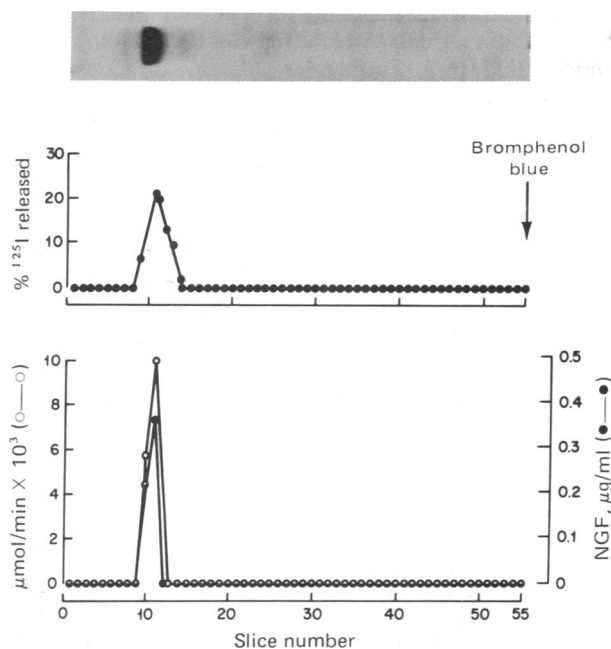 Bromphenol
blue
% ¹²⁵I released
30
20
10
0
μmol/min X 10³ (○—○)
10
8
6
4
2
0
NGF, μg/ml (●—●)
0.5
0.4
0.3
0.2
0.1
0
0 10 20 30 40 50 55
Slice number